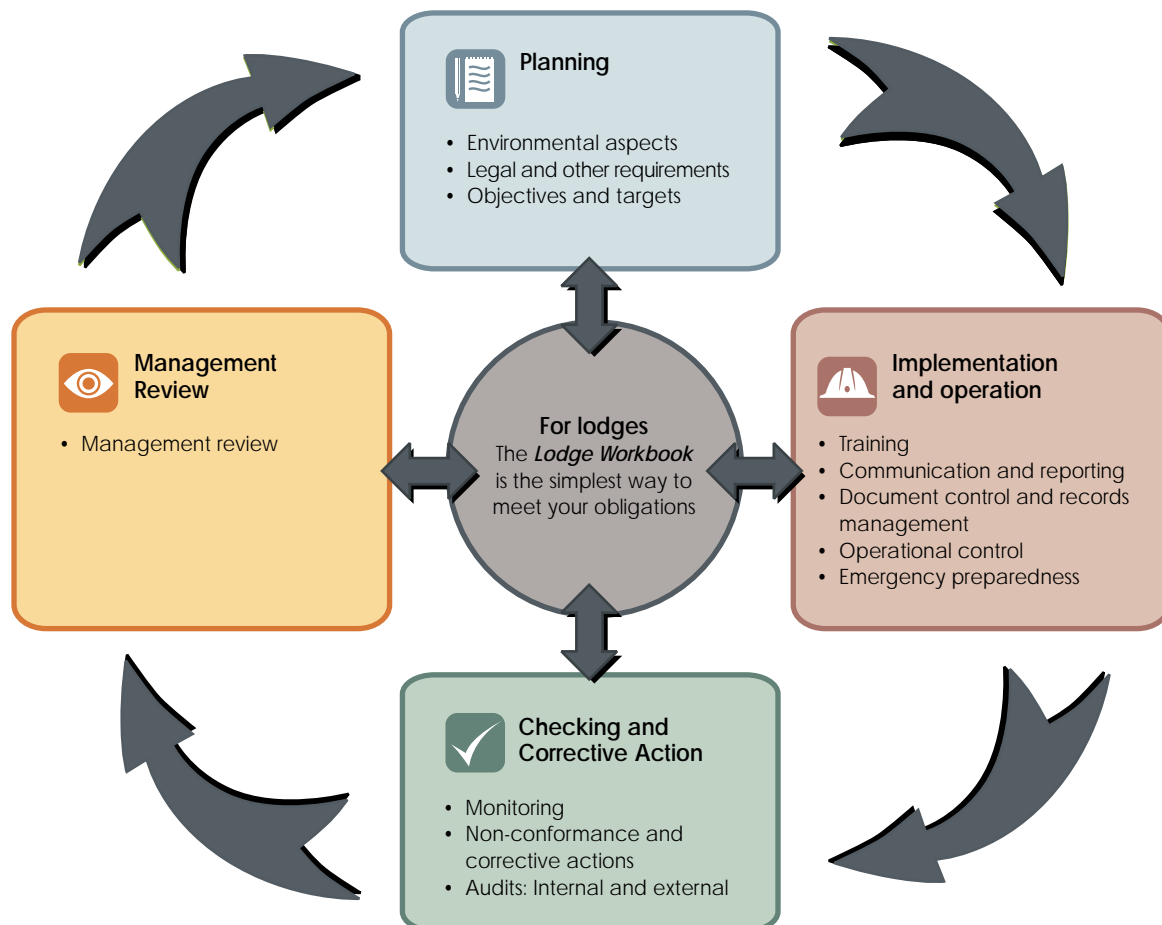 Planning
• Environmental aspects
• Legal and other requirements
• Objectives and targets
Management
Review
• Management review
For lodges
The Lodge Workbook
is the simplest way to
meet your obligations
Implementation
and operation
• Training
• Communication and reporting
• Document control and records
management
• Operational control
• Emergency preparedness
Checking and
Corrective Action
• Monitoring
• Non-conformance and
corrective actions
• Audits: Internal and external